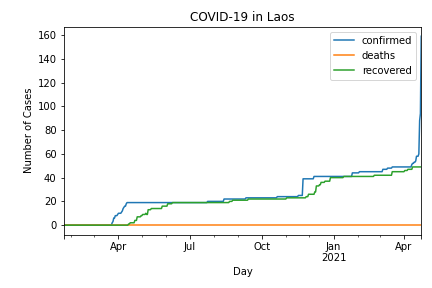 COVID-19 in Laos
confirmed
deaths
recovered
Number of Cases
160
140
120
100
80
60
40
20
0
Apr
Jul
Oct
Jan
2021
Apr
Day